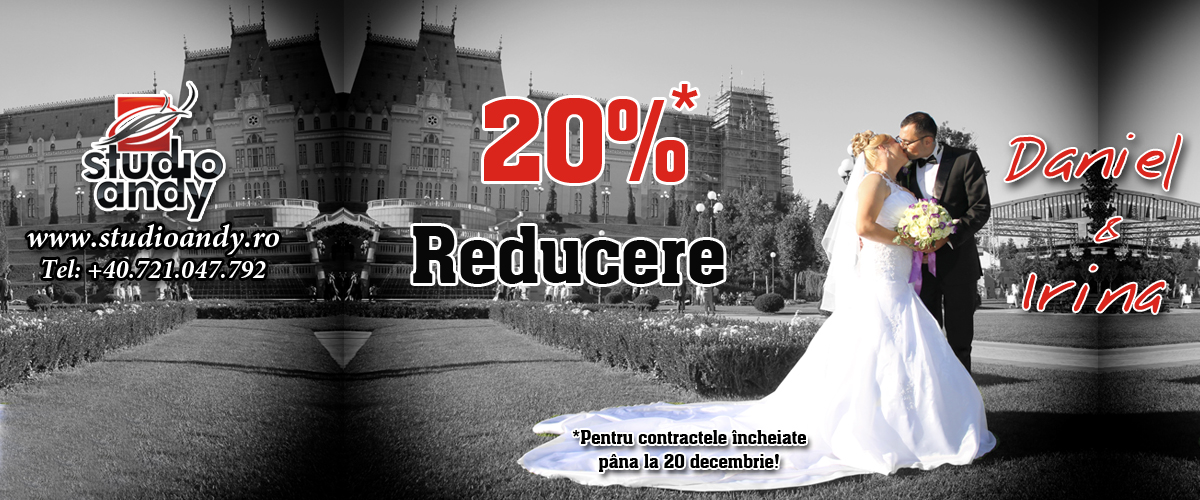 studio
andy
www.studioandy.ro
Tel: +40.721.047.792
20%*
Reducere
*Pentru contractele încheiate
pâna la 20 decembrie!
Daniel
&
Irina